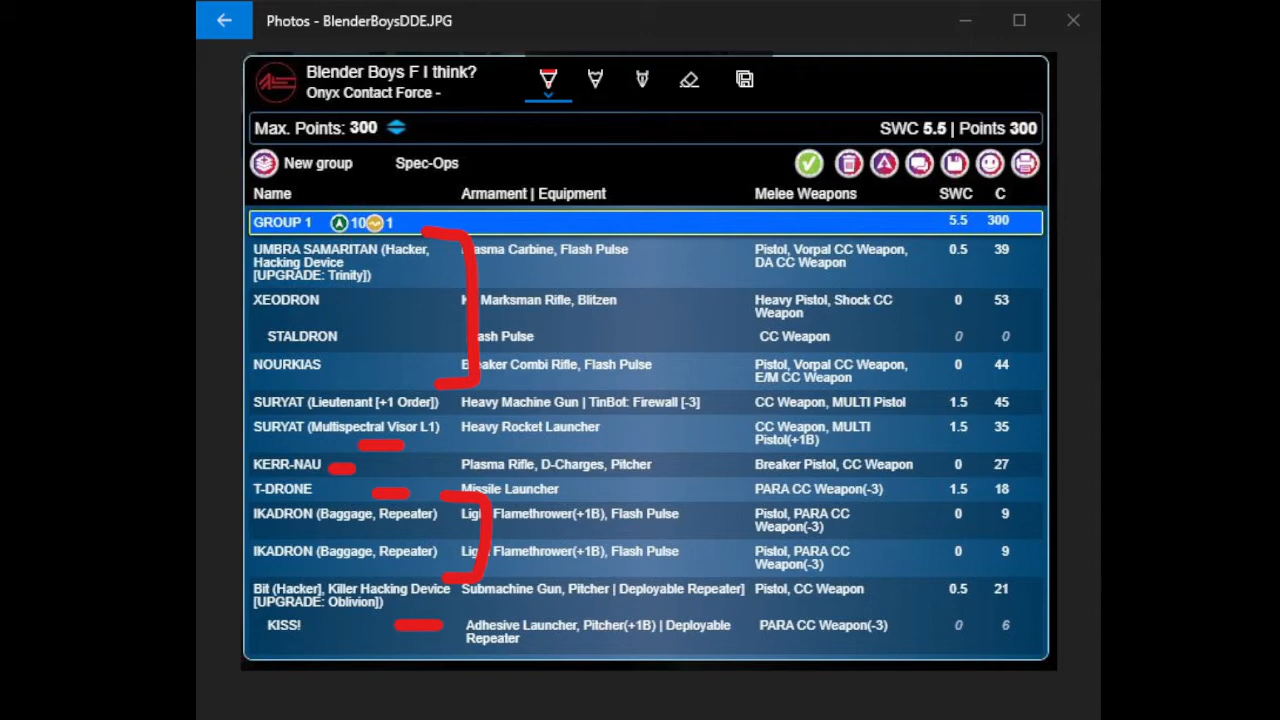 Photos - BlenderBoysDDE.JPG
Blender Boys F I think?
Onyx Contact Force -
Max. Points: 300 SWC 5.5 | Points 300
New group Spec-Ops
Name Armament | Equipment Melee Weapons SWC C
GROUP 1 10 1 5.5 300
UMBRA SAMARITAN (Hacker, Flash Pulse Pistol, Vorpal CC Weapon, 0.5 39
Hacking Device DA CC Weapon
[UPGRADE: Trinity])
XEODRON Marksman Rifle, Blitzen Heavy Pistol, Shock CC 0 53
Weapon
STALDRON Pulse CC Weapon 0 0
NOURKIAS Combi Rifle, Flash Pulse Pistol, Vorpal CC Weapon, 0 44
E/M CC Weapon
SURYAT (Lieutenant [+1 Order]) Heavy Machine Gun | TinBot: Firewall [-3] CC Weapon, MULTI Pistol 1.5 45
SURYAT (Multispectral Visor L1) Heavy Rocket Launcher CC Weapon, MULTI 1.5 35
Pistol(+1B)
KERR-NAU Plasma Rifle, D-Charges, Pitcher Breaker Pistol, CC Weapon 0 27
T-DRONE Missile Launcher PARA CC Weapon(-3) 1.5 18
IKADRON (Baggage, Repeater) Flamethrower(+1B), Flash Pulse Pistol, PARA CC 0 9
Weapon(-3)
IKADRON (Baggage, Repeater) Flamethrower(+1B), Flash Pulse Pistol, PARA CC 0 9
Weapon(-3)
Bit (Hacker], Killer Hacking Device Submachine Gun, Pitcher | Deployable Repeater] Pistol, CC Weapon 0.5 21
[UPGRADE: Oblivion])
KISS! Adhesive Launcher, Pitcher(+1B) | Deployable PARA CC Weapon(-3) 0 6
Repeater